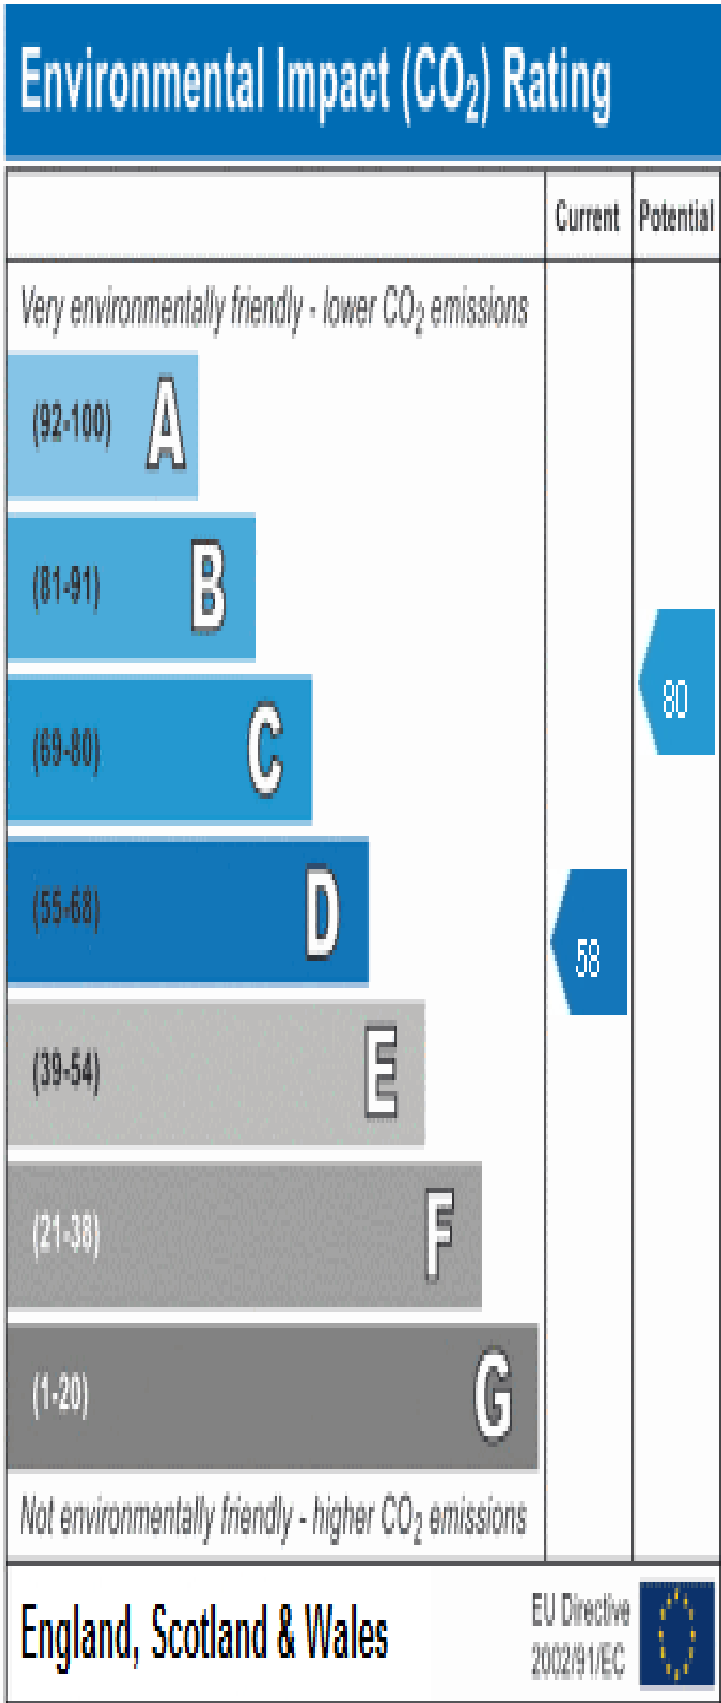 Environmental Impact (CO₂) Rating
Current Potential
Very environmentally friendly - lower CO₂ emissions
(92-100) A
(81-91) B
80
(69-80) C
(55-68) D
58
(39-54) E
(21-38) F
(1-20) G
Not environmentally friendly - higher CO₂ emissions
England, Scotland & Wales
EU Directive
2002/91/EC